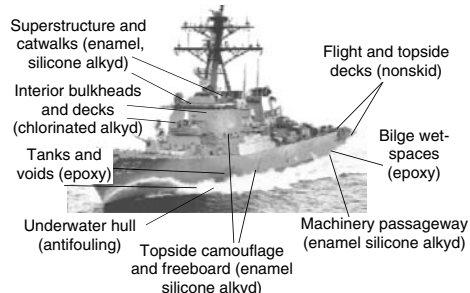 Superstructure and
catwalks (enamel,
silicone alkyd)
Interior bulkheads
and decks
(chlorinated alkyd)
Tanks and
voids (epoxy)
Underwater hull
(antifouling)
Topside camouflage
and freeboard (enamel
silicone alkyd)
Flight and topside
decks (nonskid)
Bilge wet-
spaces
(epoxy)
Machinery passageway
(enamel silicone alkyd)